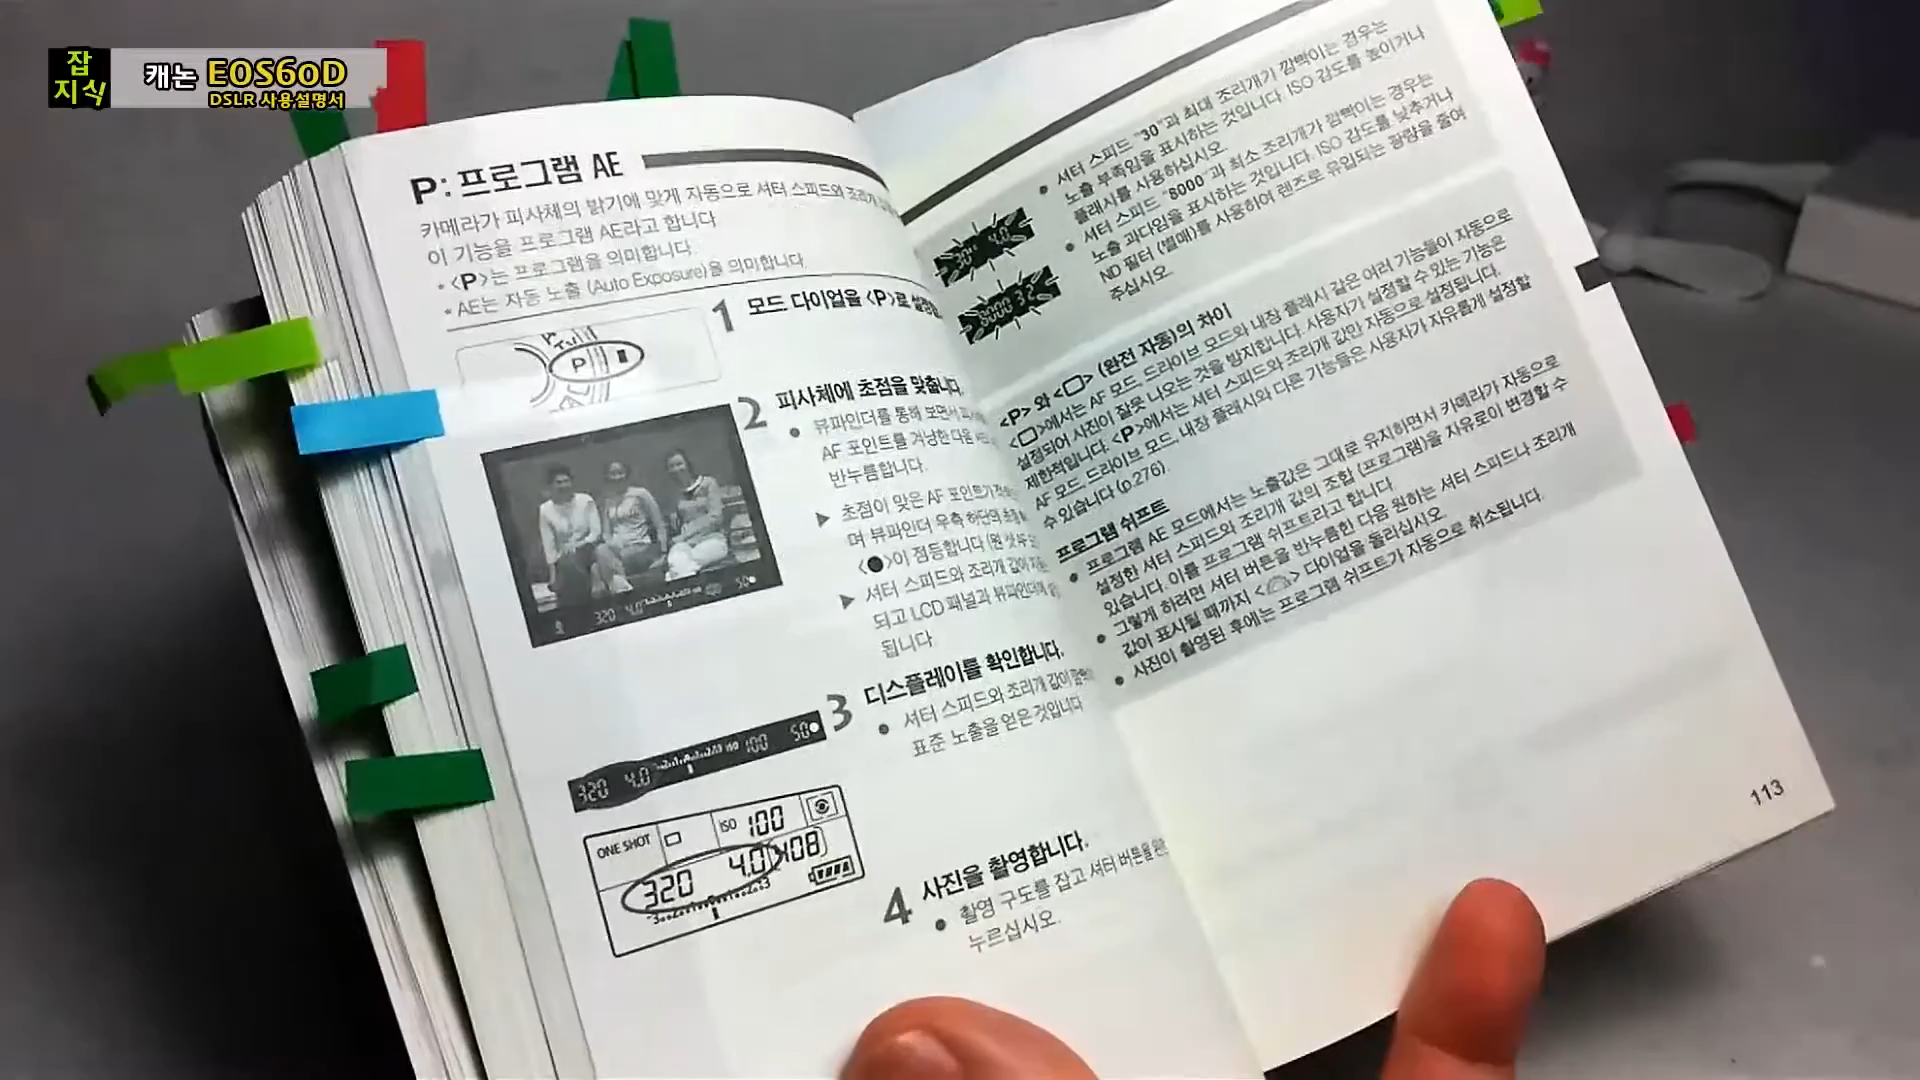 잡
지식
캐논 EOS60D
DSLR 사용설명서
P: 프로그램 AE
카메라가 피사체의 밝기에 맞게 자동으로 셔터 스피드와 조리개
이 기능을 프로그램 AE라고 합니다.
* <P>는 프로그램을 의미합니다.
* AE는 자동 노출 (Auto Exposure)을 의미합니다.
P
1 모드 다이얼을 <P>로
2 피사체에 초점을 맞춥니다.
● 뷰파인더를 통해 보면서
AF 포인트를 겨냥한 다음
반누름합니다.
▶ 초점이 맞은 AF 포인트가
며 뷰파인더 우측 하단의
<●>이 점등합니다
▶ 셔터 스피드와 조리개 값이
되고 LCD 패널과 뷰파인더에
됩니다.
320 4.0 50●
3 디스플레이를 확인합니다.
● 셔터 스피드와 조리개 값이
표준 노출을 얻은 것입니다.
320 4.0 ISO 100 50●
ONE SHOT ISO 100
320 4.0 408
4 사진을 촬영합니다.
● 촬영 구도를 잡고 셔터 버튼을
누르십시오.
● 셔터 스피드 "30"과 최대 조리개가 깜빡이는 경우는
노출 부족임을 표시하는 것입니다. ISO 감도를 높이거나
플래시를 사용하십시오.
● 셔터 스피드 "8000"과 최소 조리개가 깜빡이는 경우는
노출 과다임을 표시하는 것입니다. ISO 감도를 낮추거나
ND 필터 (별매)를 사용하여 렌즈로 유입되는 광량을 줄여
주십시오.
30" 4.0
8000 32
<P> 와 <□> (완전 자동)의 차이
<□>에서는 AF 모드, 드라이브 모드와 내장 플래시 같은 여러 기능들이 자동으로
설정되어 사진이 잘못 나오는 것을 방지합니다. 사용자가 설정할 수 있는 기능은
제한적입니다. <P>에서는 셔터 스피드와 조리개 값만 자동으로 설정됩니다.
AF 모드, 드라이브 모드, 내장 플래시와 다른 기능들은 사용자가 자유롭게 설정할
수 있습니다 (p.276).
프로그램 쉬프트
● 프로그램 AE 모드에서는 노출값은 그대로 유지하면서 카메라가 자동으로
설정한 셔터 스피드와 조리개 값의 조합 (프로그램)을 자유로이 변경할 수
있습니다. 이를 프로그램 쉬프트라고 합니다.
● 그렇게 하려면 셔터 버튼을 반누름한 다음 원하는 셔터 스피드나 조리개
값이 표시될 때까지 < > 다이얼을 돌리십시오.
● 사진이 촬영된 후에는 프로그램 쉬프트가 자동으로 취소됩니다.
113